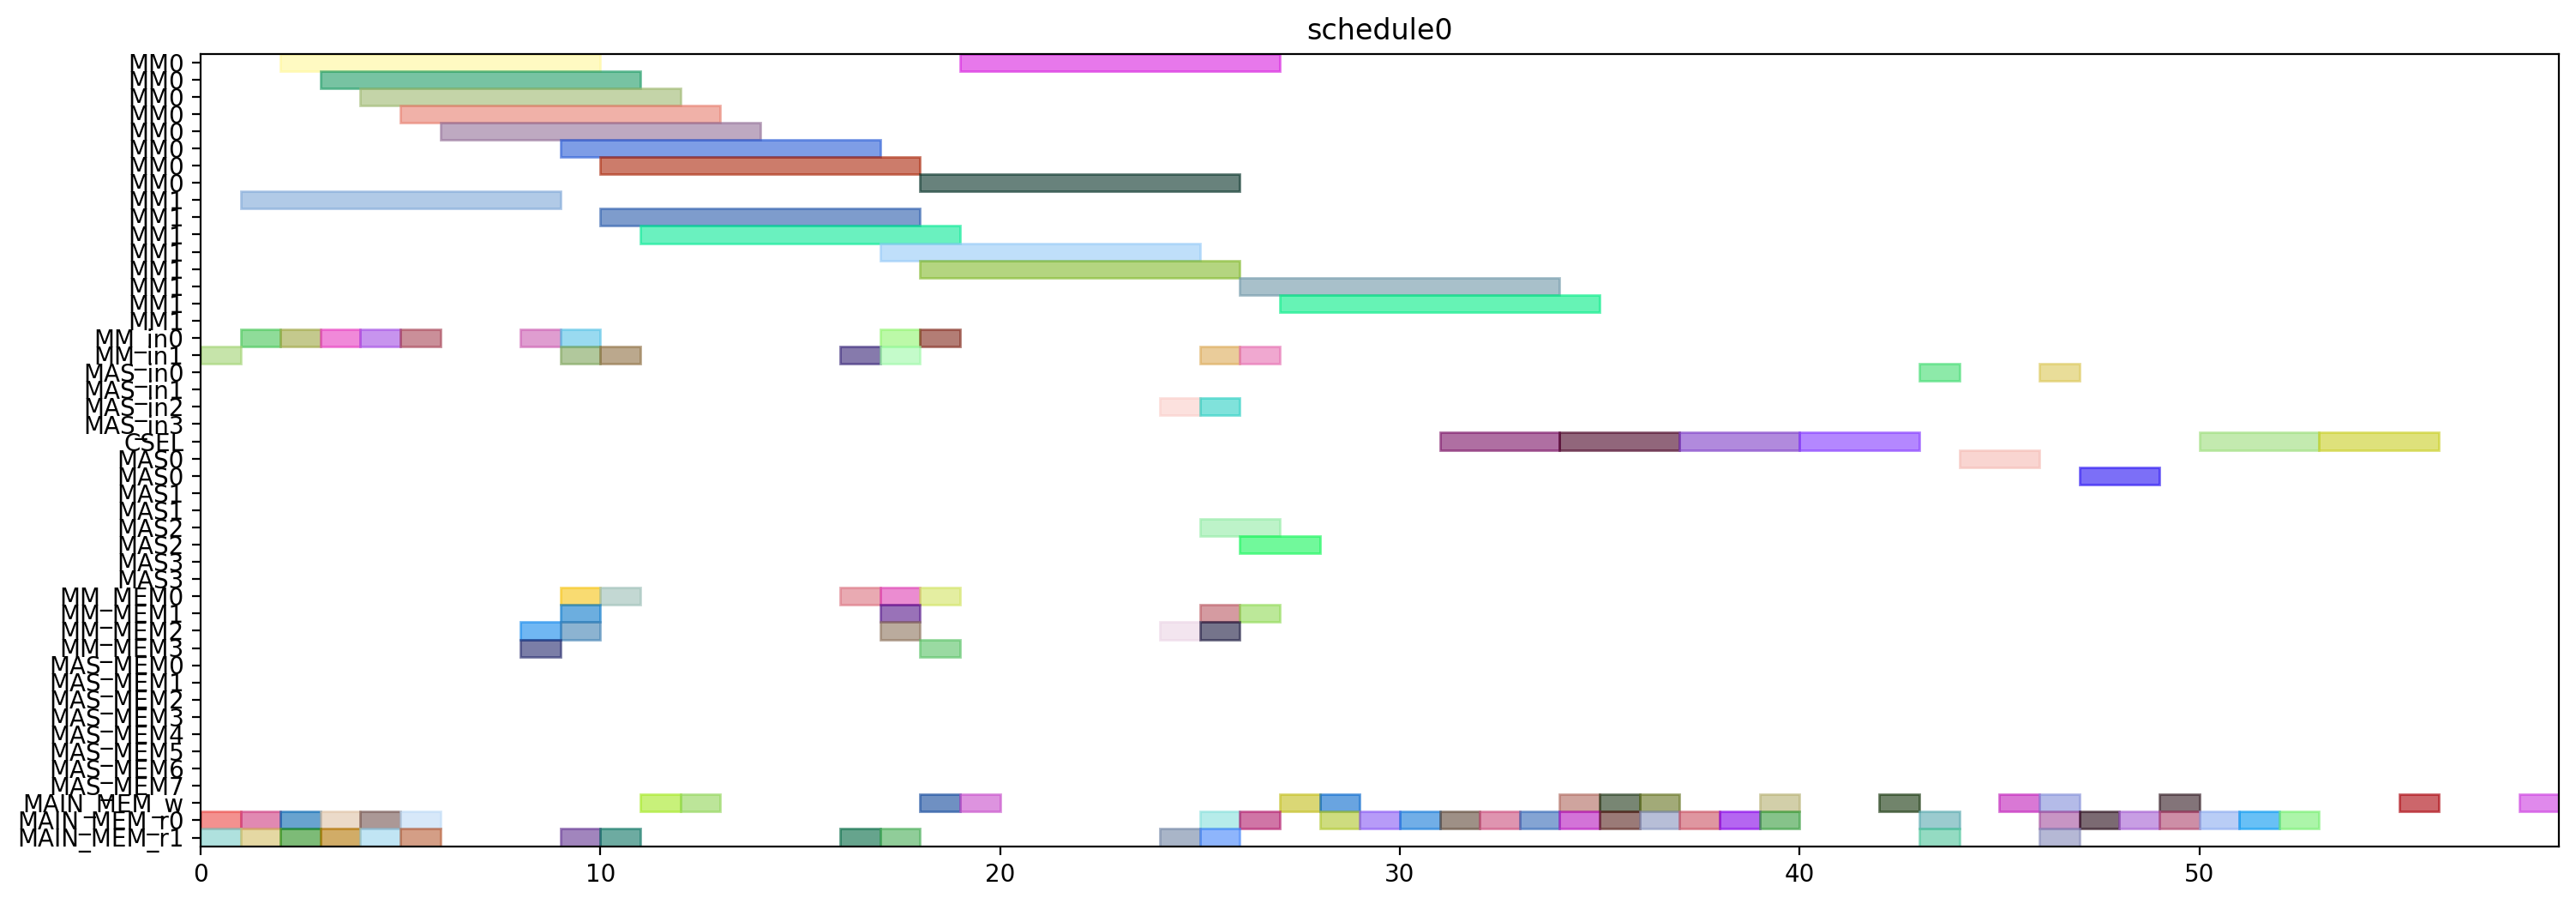 schedule0
MM0
MM0
MM0
MM0
MM0
MM0
MM0
MM0
MM1
MM1
MM1
MM1
MM1
MM1
MM1
MM1
MM_in0
MM_in1
MAS_in0
MAS_in1
MAS_in2
MAS_in3
CSEL
MAS0
MAS0
MAS1
MAS1
MAS2
MAS2
MAS3
MAS3
MM_MEM0
MM_MEM1
MM_MEM2
MM_MEM3
MAS_MEM0
MAS_MEM1
MAS_MEM2
MAS_MEM3
MAS_MEM4
MAS_MEM5
MAS_MEM6
MAS_MEM7
MAIN_MEM_w
MAIN_MEM_r0
MAIN_MEM_r1
0 10 20 30 40 50